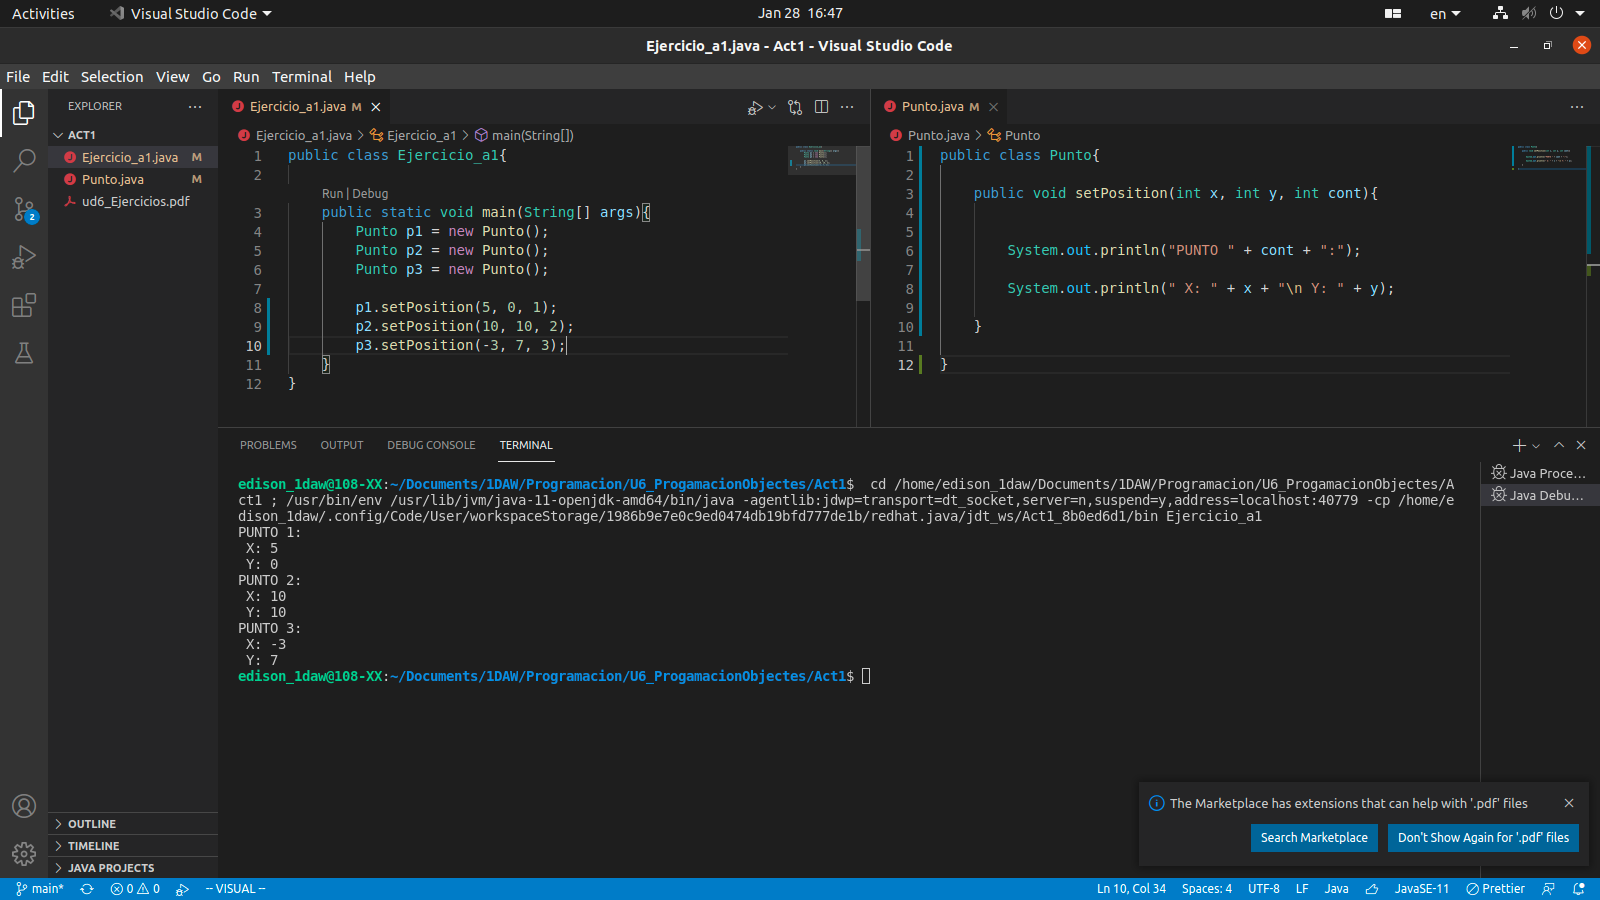 Activities Visual Studio Code Jan 28 16:47 en
Ejercicio_a1.java - Act1 - Visual Studio Code
File Edit Selection View Go Run Terminal Help
EXPLORER
ACT1
Ejercicio_a1.java M
Punto.java M
ud6_Ejercicios.pdf
2
OUTLINE
TIMELINE
JAVA PROJECTS
Ejercicio_a1.java M
Ejercicio_a1.java > Ejercicio_a1 > main(String[])
1 public class Ejercicio_a1{
2
Run | Debug
3 public static void main(String[] args){
4 Punto p1 = new Punto();
5 Punto p2 = new Punto();
6 Punto p3 = new Punto();
7
8 p1.setPosition(5, 0, 1);
9 p2.setPosition(10, 10, 2);
10 p3.setPosition(-3, 7, 3);
11 }
12 }
Punto.java M
Punto.java > Punto
1 public class Punto{
2
3 public void setPosition(int x, int y, int cont){
4
5
6 System.out.println("PUNTO " + cont + ":");
7
8 System.out.println(" X: " + x + "\n Y: " + y);
9
10 }
11
12 }
PROBLEMS OUTPUT DEBUG CONSOLE TERMINAL
edison_1daw@108-XX:~/Documents/1DAW/Programacion/U6_ProgamacionObjectes/Act1$ cd /home/edison_1daw/Documents/1DAW/Programacion/U6_ProgamacionObjectes/A
ct1 ; /usr/bin/env /usr/lib/jvm/java-11-openjdk-amd64/bin/java -agentlib:jdwp=transport=dt_socket,server=n,suspend=y,address=localhost:40779 -cp /home/e
dison_1daw/.config/Code/User/workspaceStorage/1986b9e7e0c9ed0474db19bfd777de1b/redhat.java/jdt_ws/Act1_8b0ed6d1/bin Ejercicio_a1
PUNTO 1:
X: 5
Y: 0
PUNTO 2:
X: 10
Y: 10
PUNTO 3:
X: -3
Y: 7
edison_1daw@108-XX:~/Documents/1DAW/Programacion/U6_ProgamacionObjectes/Act1$
Java Proce...
Java Debu...
The Marketplace has extensions that can help with '.pdf' files
Search Marketplace Don't Show Again for '.pdf' files
main* 0 0 -- VISUAL -- Ln 10, Col 34 Spaces: 4 UTF-8 LF Java JavaSE-11 Prettier